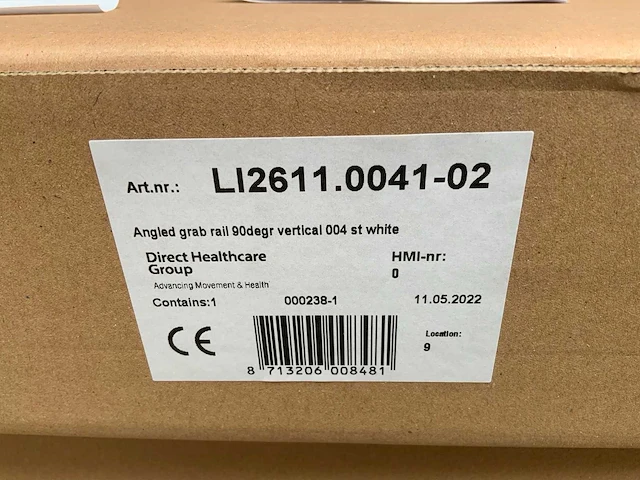 Art.nr.: LI2611.0041-02
Angled grab rail 90degr vertical 004 st white
Direct Healthcare Group HMI-nr:
0
Advancing Movement & Health
Contains:1 000238-1 11.05.2022
CE Location:
9
8 713206 008481